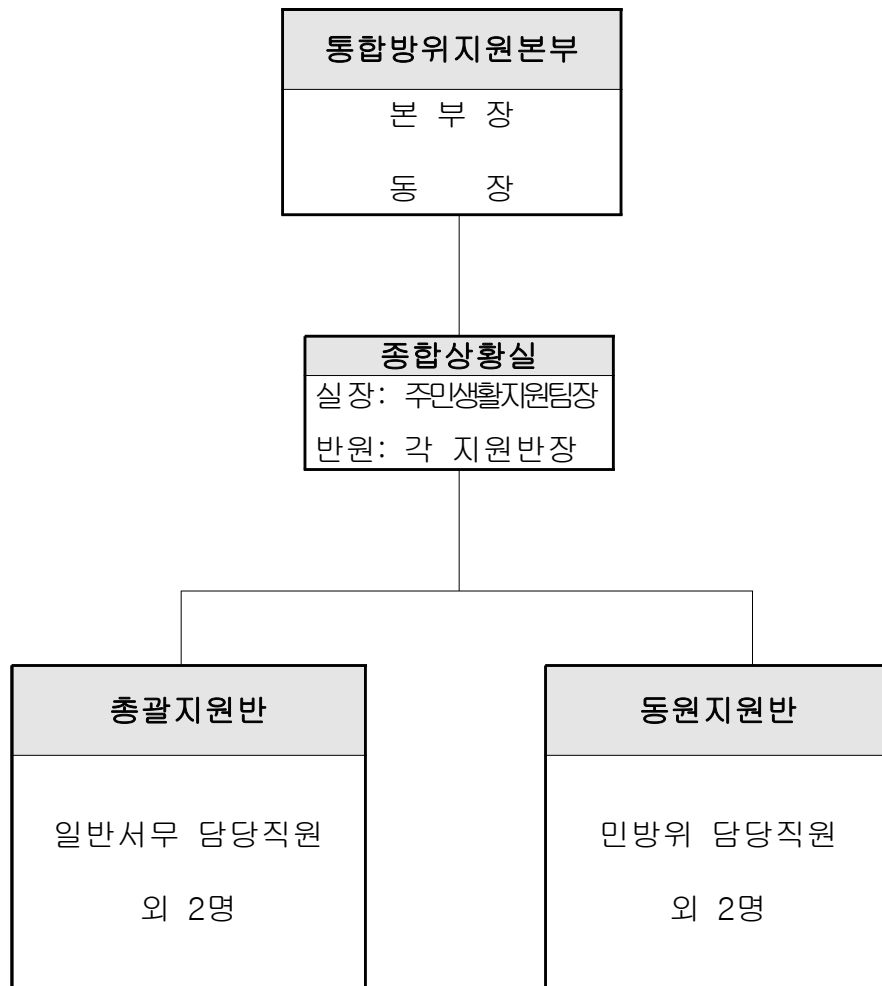 통합방위지원본부
본 부 장
동 장
종합상황실
실장: 주민생활지원팀장
반원: 각 지원반장
총괄지원반
일반서무 담당직원
외 2명
동원지원반
민방위 담당직원
외 2명